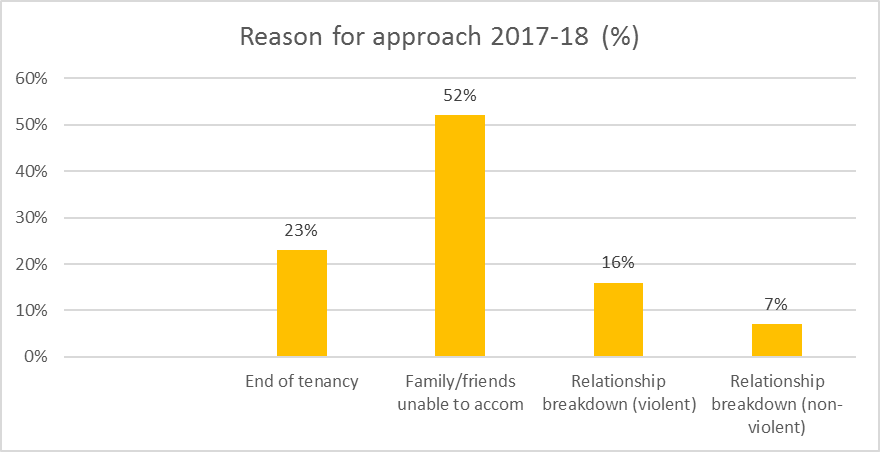 Reason for approach 2017-18 (%)
60%
50%
40%
30%
20%
10%
0%
23%
52%
16%
7%
End of tenancy
Family/friends
unable to accom
Relationship
breakdown (violent)
Relationship
breakdown (non-
violent)